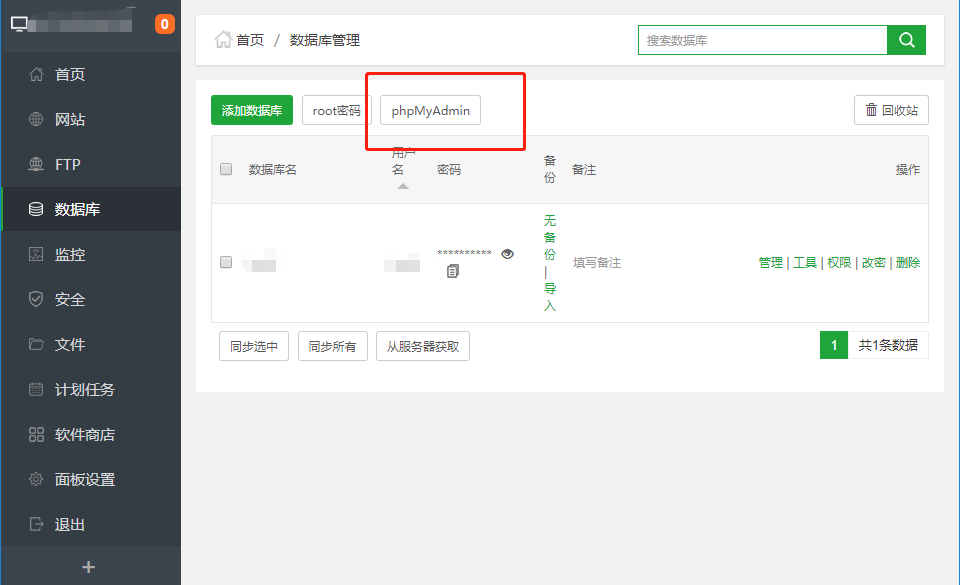 0
首页
网站
FTP
数据库
监控
安全
文件
计划任务
软件商店
面板设置
退出
+
首页 / 数据库管理
搜索数据库
添加数据库 root密码 phpMyAdmin 回收站
数据库名 用户名 密码 备份 备注 操作
********** 无备份 | 导入 填写备注 管理 | 工具 | 权限 | 改密 | 删除
同步选中 同步所有 从服务器获取 1 共1条数据